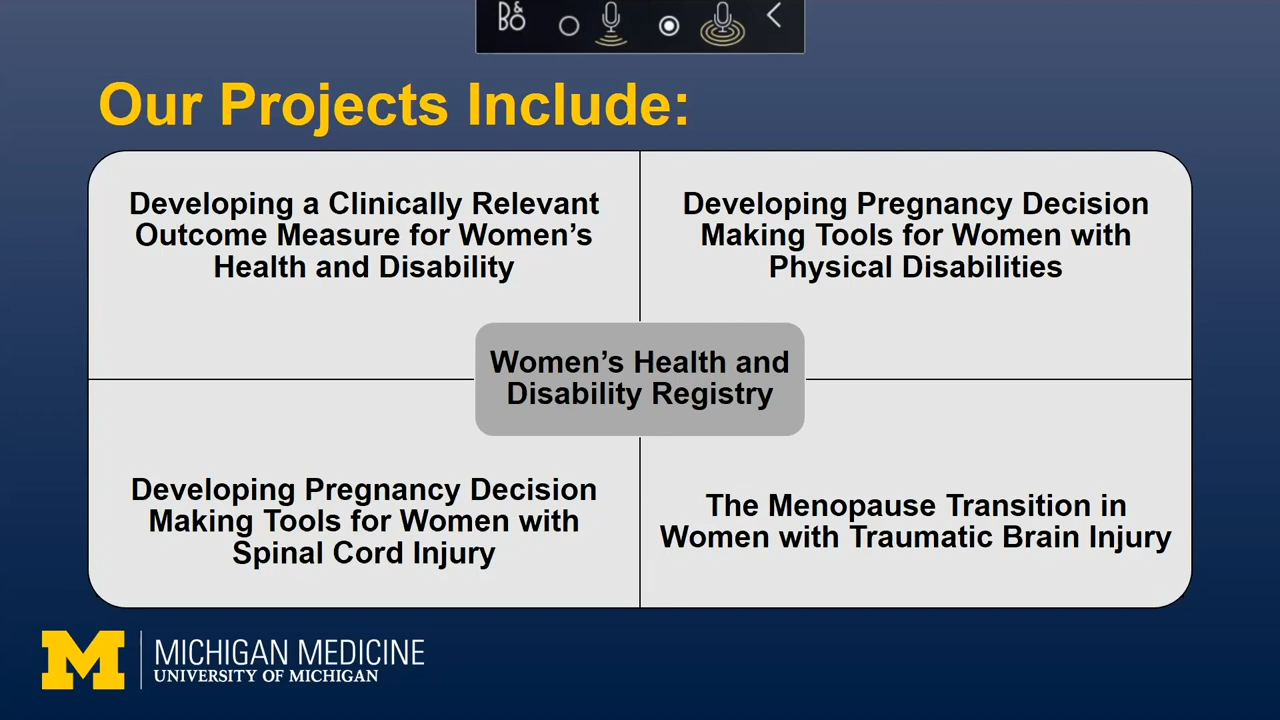 B&O
Our Projects Include:
Developing a Clinically Relevant
Outcome Measure for Women’s
Health and Disability
Developing Pregnancy Decision
Making Tools for Women with
Physical Disabilities
Women’s Health and
Disability Registry
Developing Pregnancy Decision
Making Tools for Women with
Spinal Cord Injury
The Menopause Transition in
Women with Traumatic Brain Injury
M
MICHIGAN MEDICINE
UNIVERSITY OF MICHIGAN